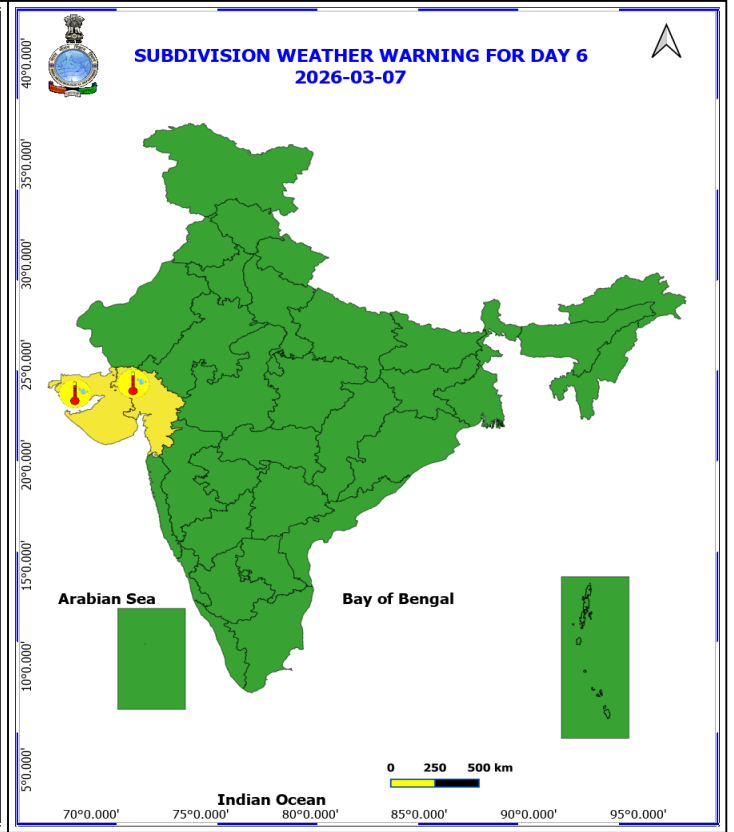 SUBDIVISION WEATHER WARNING FOR DAY 6
2026-03-07
40°0.000'
35°0.000'
30°0.000'
25°0.000'
20°0.000'
15°0.000'
10°0.000'
5°0.000'
Arabian Sea
Bay of Bengal
0 250 500 km
Indian Ocean
70°0.000' 75°0.000' 80°0.000' 85°0.000' 90°0.000' 95°0.000'